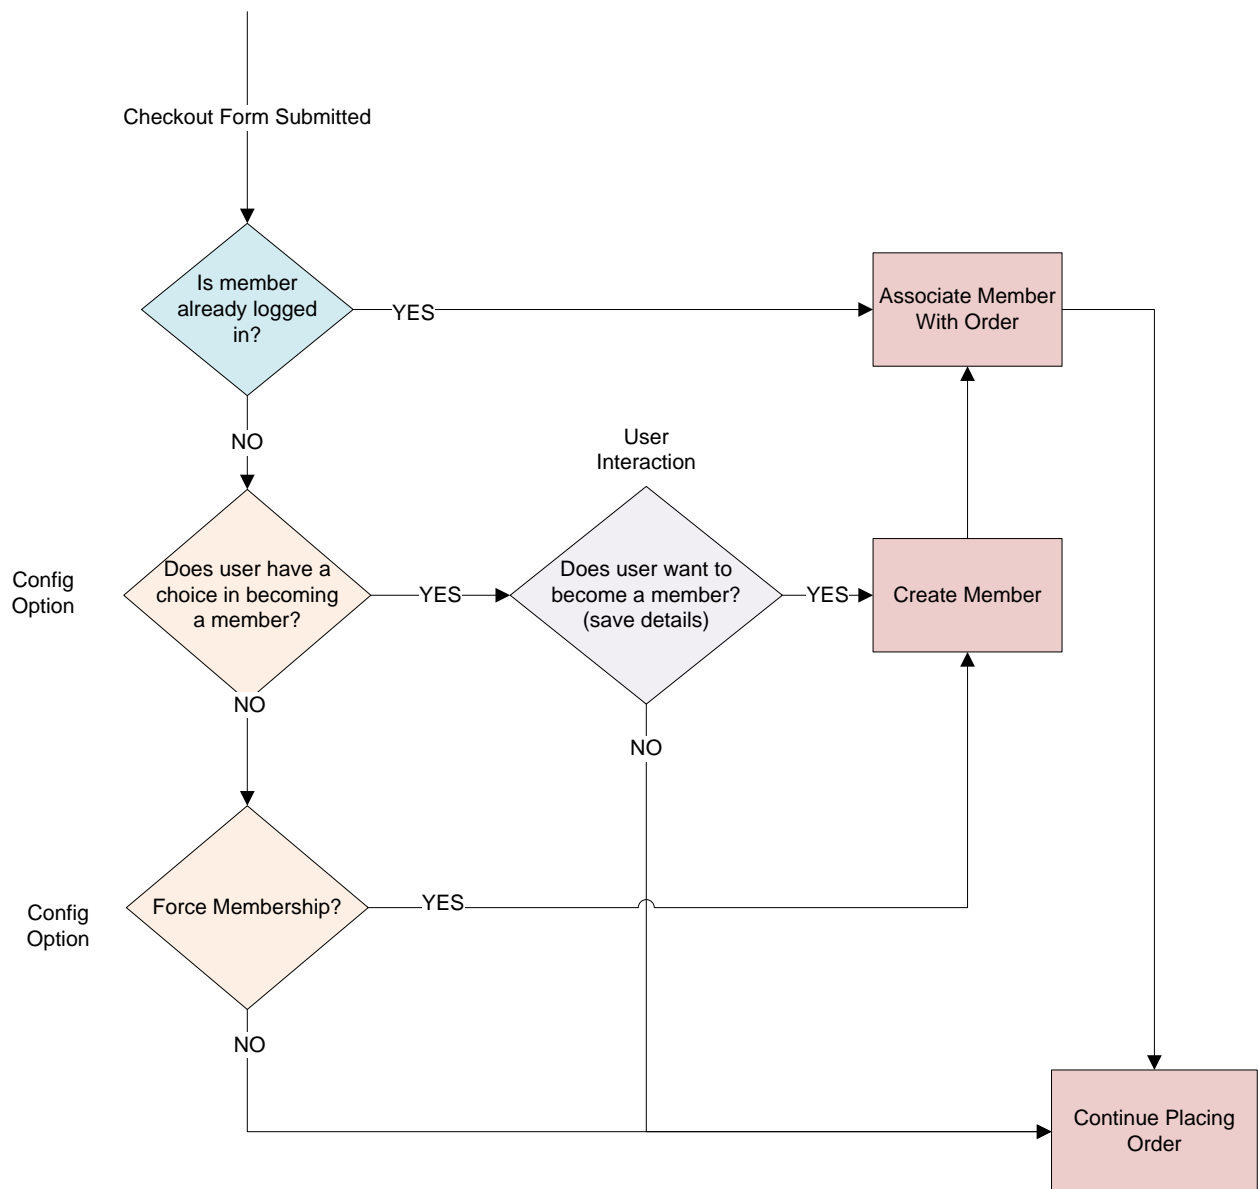 Checkout Form Submitted
Is member
already logged
in?
YES
Associate Member
With Order
NO
User
Interaction
Config
Option
Does user have a
choice in becoming
a member?
YES
Does user want to
become a member?
(save details)
YES
Create Member
NO
NO
Config
Option
Force Membership?
YES
NO
Continue Placing
Order